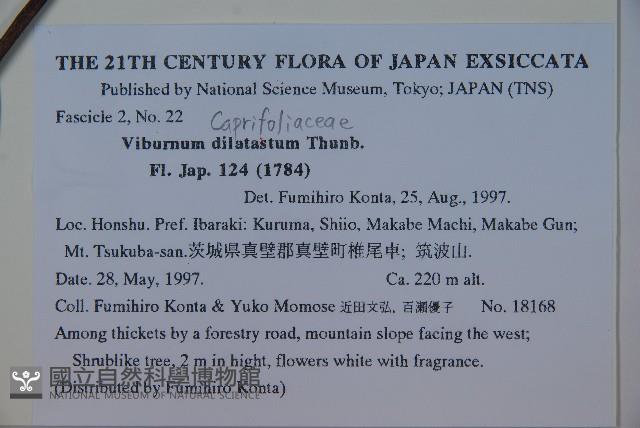 THE 21TH CENTURY FLORA OF JAPAN EXSICCATA
Published by National Science Museum, Tokyo; JAPAN (TNS)
Fascicle 2, No. 22 Caprifoliaceae
Viburnum dilatastum Thunb.
Fl. Jap. 124 (1784)
Det. Fumihiro Konta, 25, Aug., 1997.
Loc. Honshu. Pref. Ibaraki: Kuruma, Shiio, Makabe Machi, Makabe Gun;
Mt. Tsukuba-san.茨城県真壁郡真壁町椎尾車; 筑波山.
Date. 28, May, 1997. Ca. 220 m alt.
Coll. Fumihiro Konta & Yuko Momose 近田文弘, 百瀬優子 No. 18168
Among thickets by a forestry road, mountain slope facing the west;
Shrublike tree, 2 m in hight, flowers white with fragrance.
(Distributed by Fumihiro Konta)
國立自然科學博物館
NATIONAL MUSEUM OF NATURAL SCIENCE